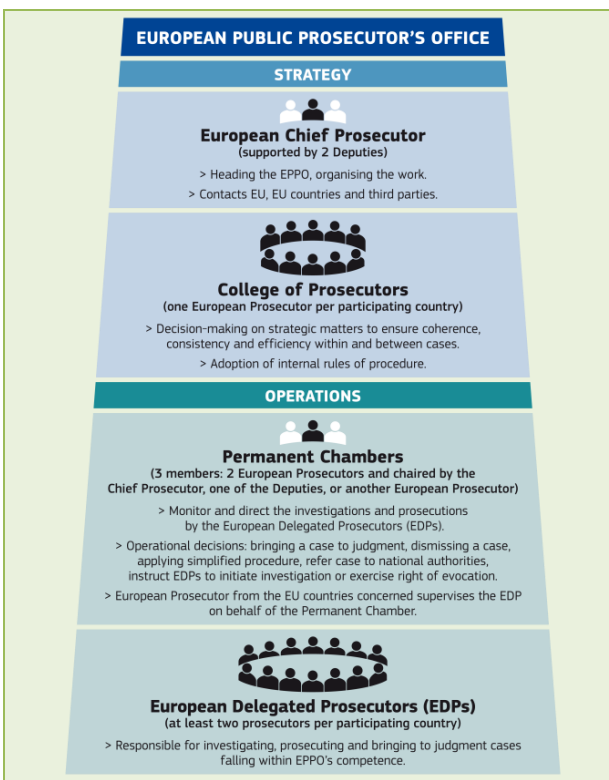 EUROPEAN PUBLIC PROSECUTOR'S OFFICE
STRATEGY
European Chief Prosecutor
(supported by 2 Deputies)
> Heading the EPPO, organising the work.
> Contacts EU, EU countries and third parties.
College of Prosecutors
(one European Prosecutor per participating country)
> Decision-making on strategic matters to ensure coherence,
consistency and efficiency within and between cases.
> Adoption of internal rules of procedure.
OPERATIONS
Permanent Chambers
(3 members: 2 European Prosecutors and chaired by the
Chief Prosecutor, one of the Deputies, or another European Prosecutor)
> Monitor and direct the investigations and prosecutions
by the European Delegated Prosecutors (EDPs).
> Operational decisions: bringing a case to judgment, dismissing a case,
applying simplified procedure, refer case to national authorities,
instruct EDPs to initiate investigation or exercise right of evocation.
> European Prosecutor from the EU countries concerned supervises the EDP
on behalf of the Permanent Chamber.
European Delegated Prosecutors (EDPs)
(at least two prosecutors per participating country)
> Responsible for investigating, prosecuting and bringing to judgment cases
falling within EPPO's competence.